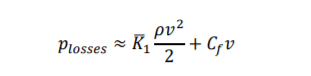 p_losses ≈ K̅₁ ρv²/2 + C_f v